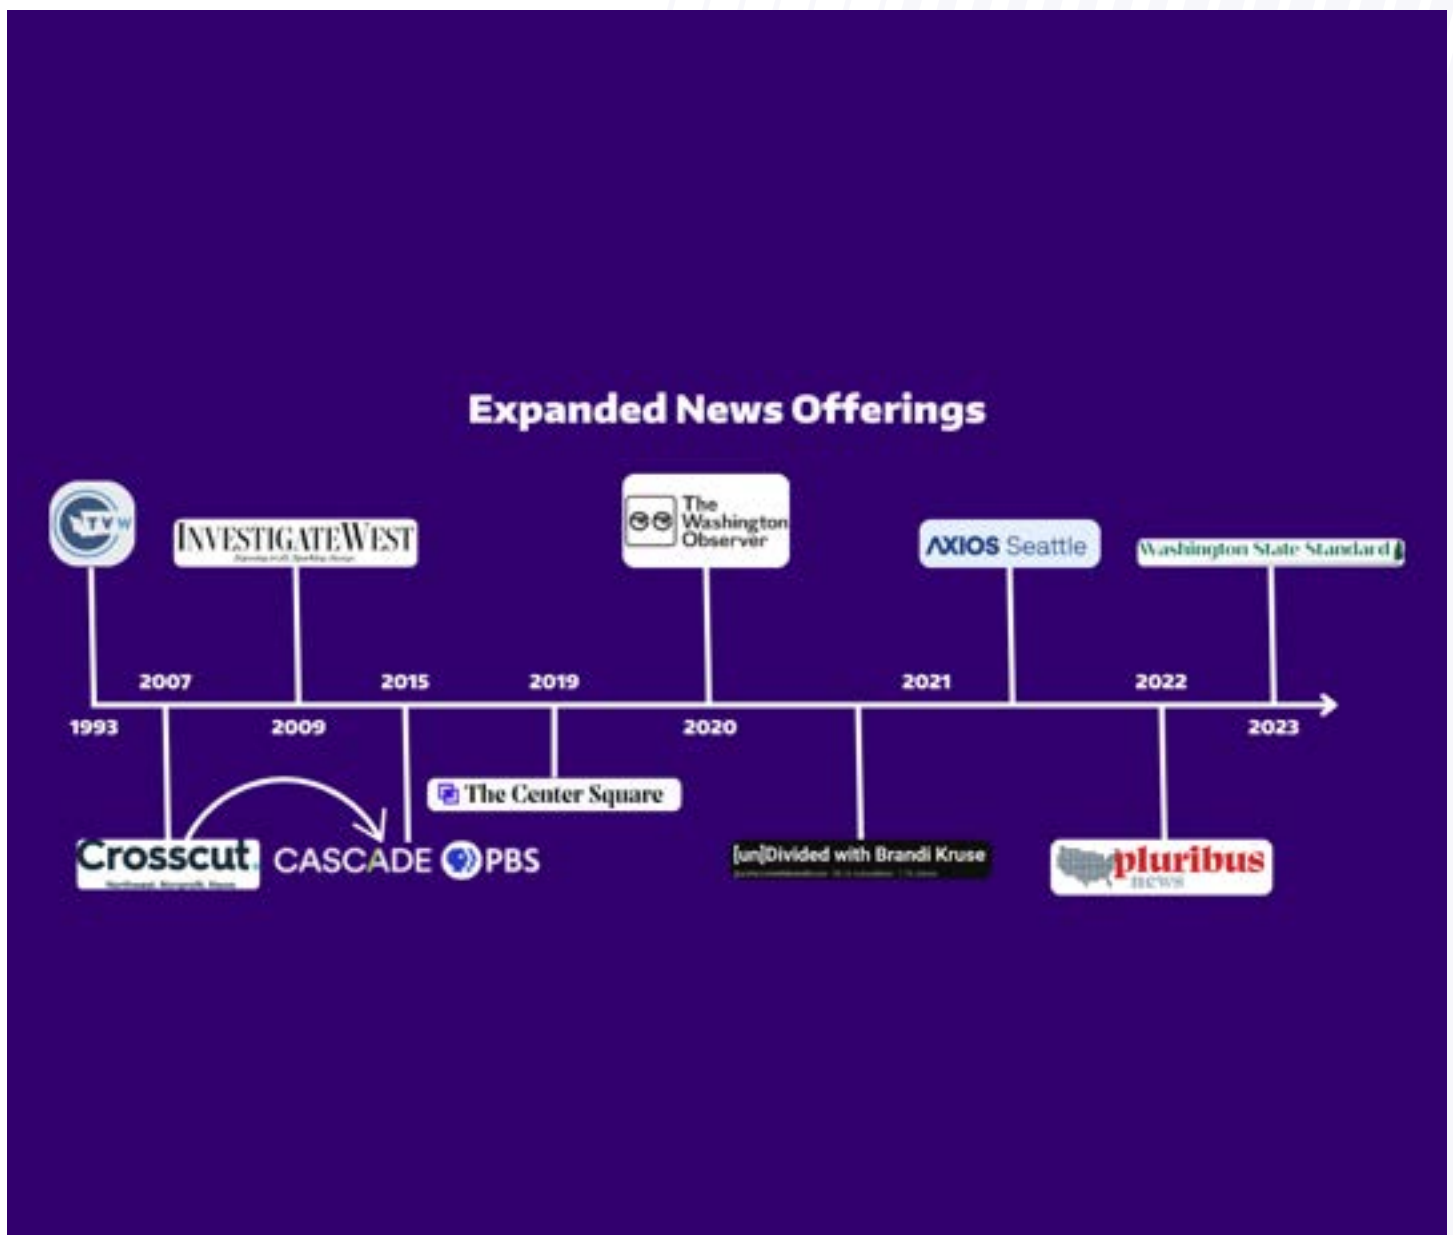 Expanded News Offerings
TVW
INVESTIGATEWEST
The
Washington
Observer
AXIOS Seattle
Washington State Standard
2007
2015
2019
2021
2022
1993
2009
2020
2023
The Center Square
Crosscut.
CASCADE PBS
[un]Divided with Brandi Kruse
pluribus
news